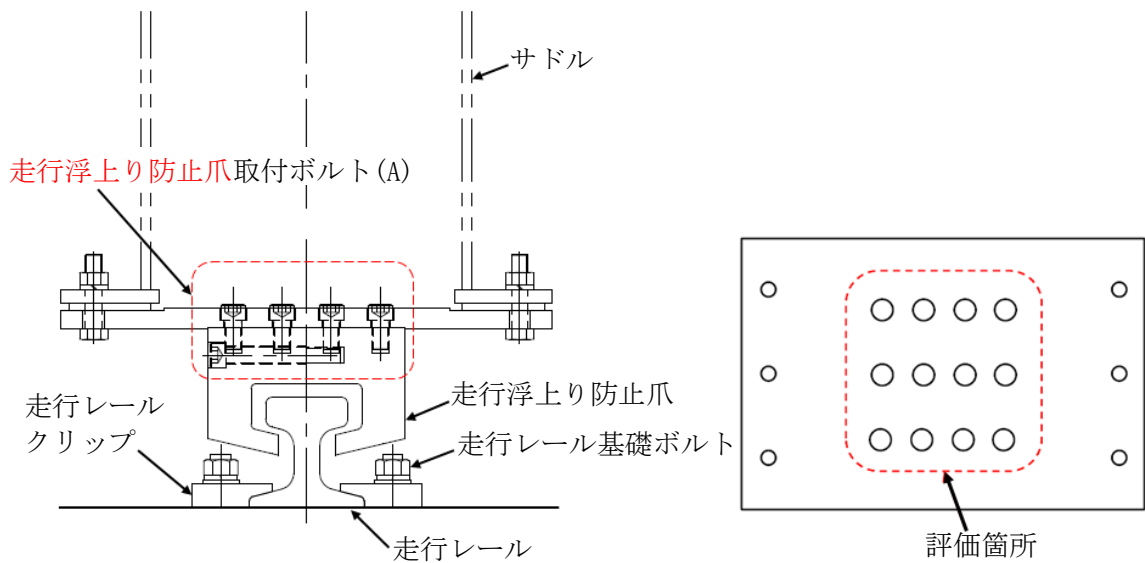 サドル
走行浮上り防止爪取付ボルト(A)
走行レール
クリップ
走行浮上り防止爪
走行レール基礎ボルト
走行レール
評価箇所